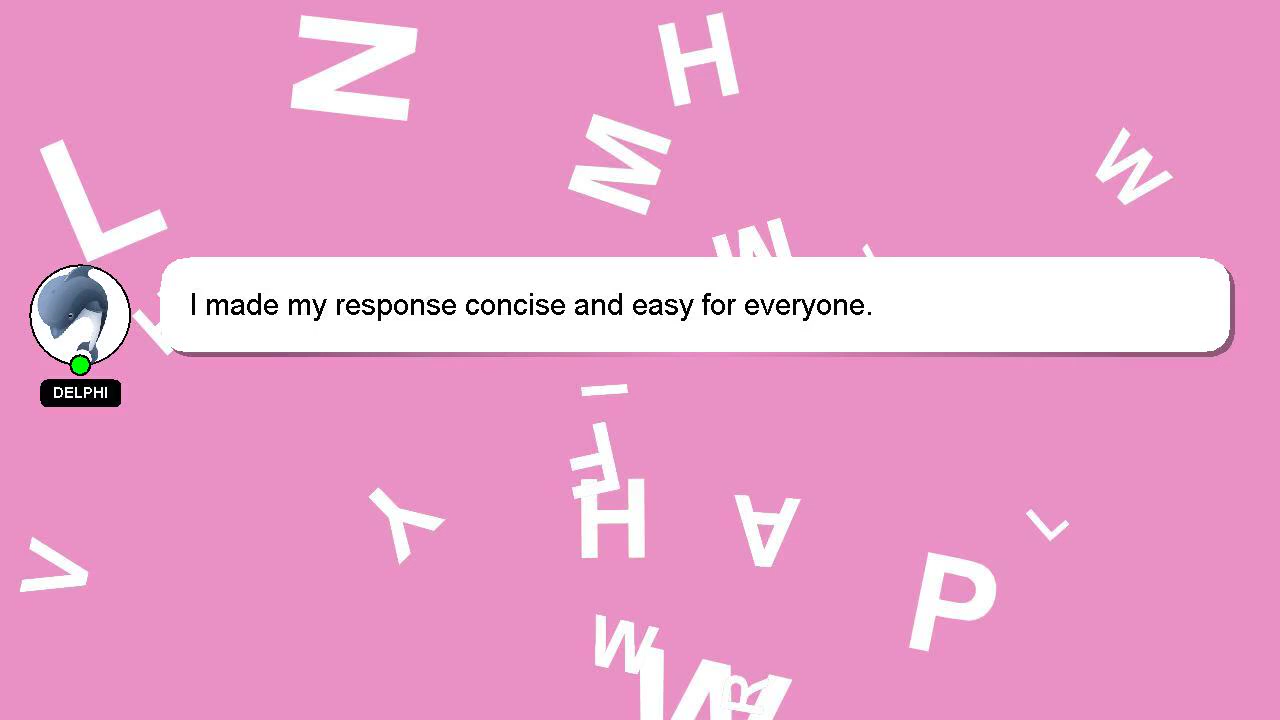 Z
H
L
M
W
W
I made my response concise and easy for everyone.
DELPHI
I
F
H
Y
A
L
V
P
W
W
B